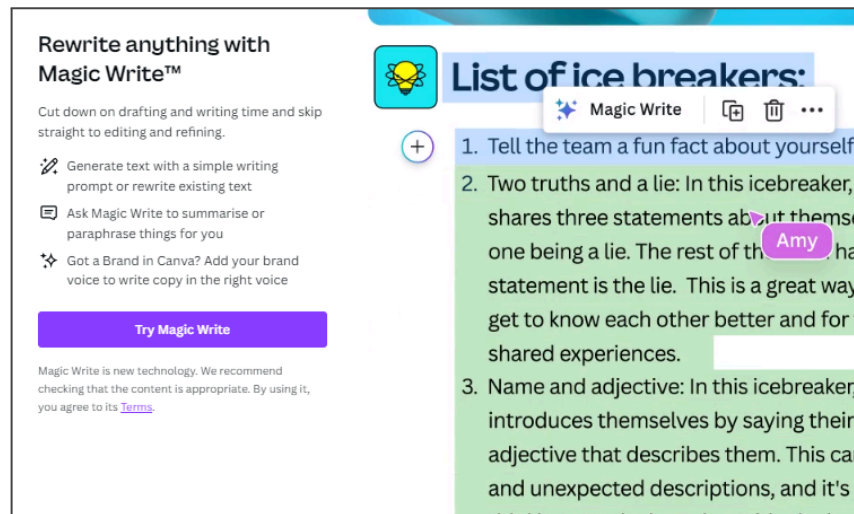 Rewrite anything with
Magic Write™
Cut down on drafting and writing time and skip
straight to editing and refining.
Generate text with a simple writing
prompt or rewrite existing text
Ask Magic Write to summarise or
paraphrase things for you
Got a Brand in Canva? Add your brand
voice to write copy in the right voice
Try Magic Write
Magic Write is new technology. We recommend
checking that the content is appropriate. By using it,
you agree to its Terms.
List of ice breakers:
Magic Write
1. Tell the team a fun fact about yourself
2. Two truths and a lie: In this icebreaker,
shares three statements about
Amy
one being a lie. The rest of
statement is the lie. This is a great way
get to know each other better and for
shared experiences.
3. Name and adjective: In this icebreaker,
introduces themselves by saying their
adjective that describes them. This
and unexpected descriptions, and it's